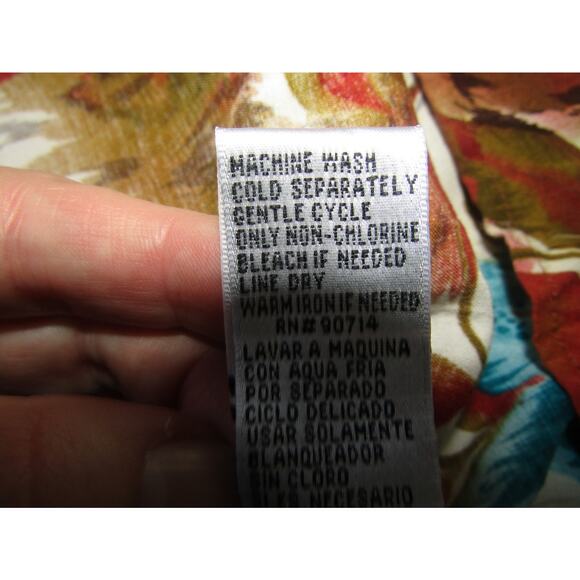 MACHINE WASH
COLD SEPARATELY
GENTLE CYCLE
ONLY NON-CHLORINE
BLEACH IF NEEDED
LINE DRY
WARM IRON IF NEEDED
RN# 90714
LAVAR A MAQUINA
CON AQUA FRIA
POR SEPARADO
CICLO DELICADO
USAR SOLAMENTE
BLANQUEADOR
SIN CLORO
NECESARIO